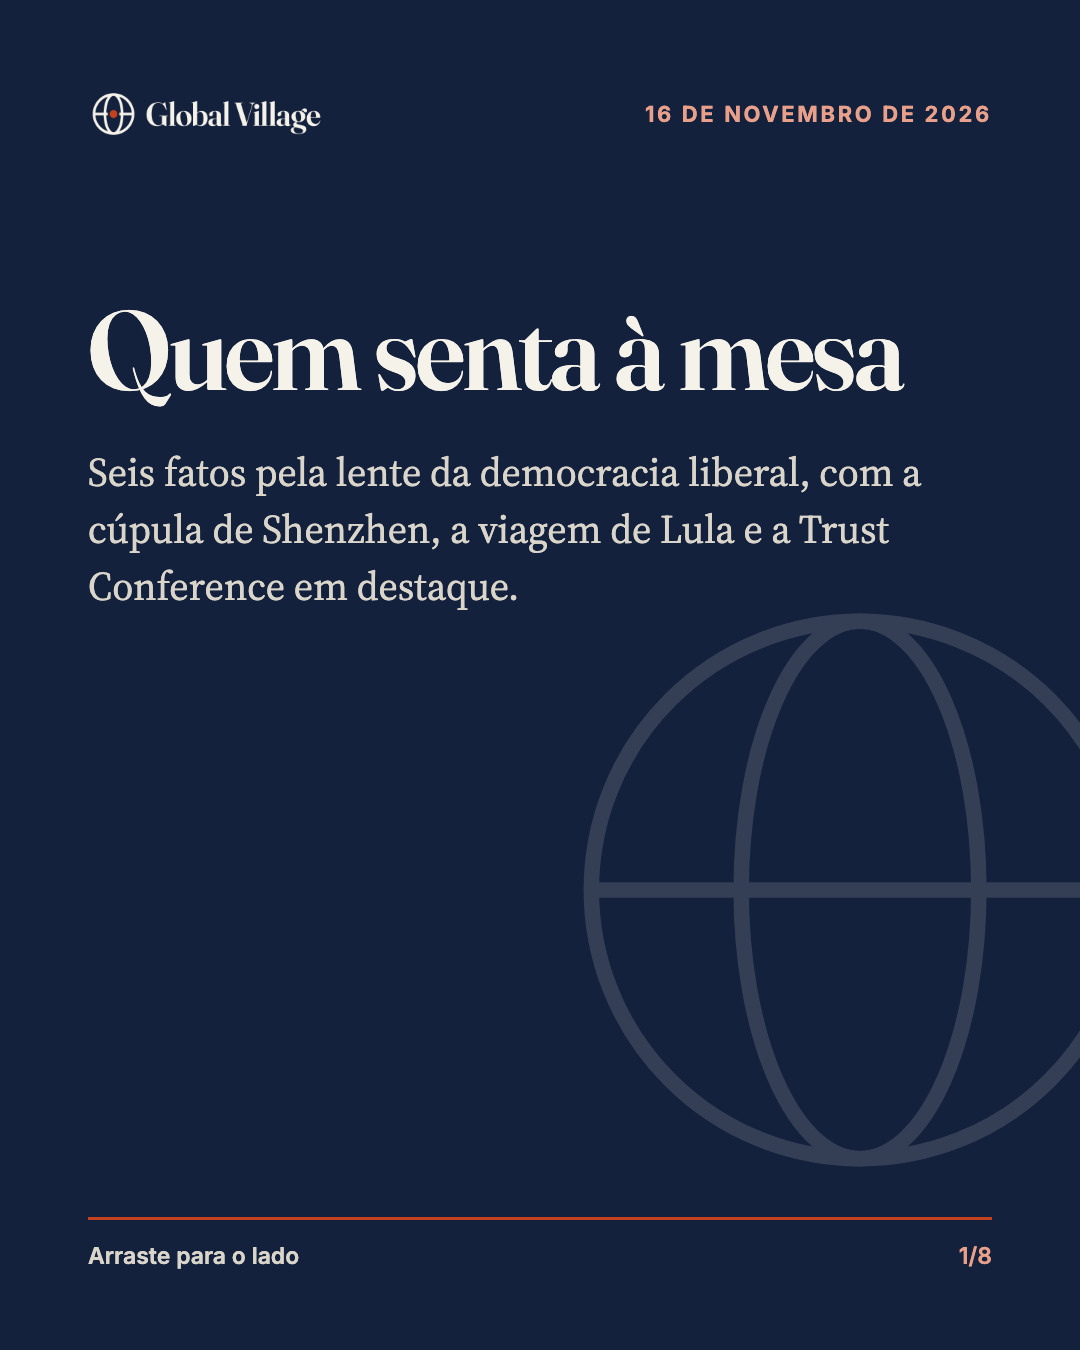 Global Village
16 DE NOVEMBRO DE 2026
Quem senta à mesa
Seis fatos pela lente da democracia liberal, com a
cúpula de Shenzhen, a viagem de Lula e a Trust
Conference em destaque.
Arraste para o lado
1/8